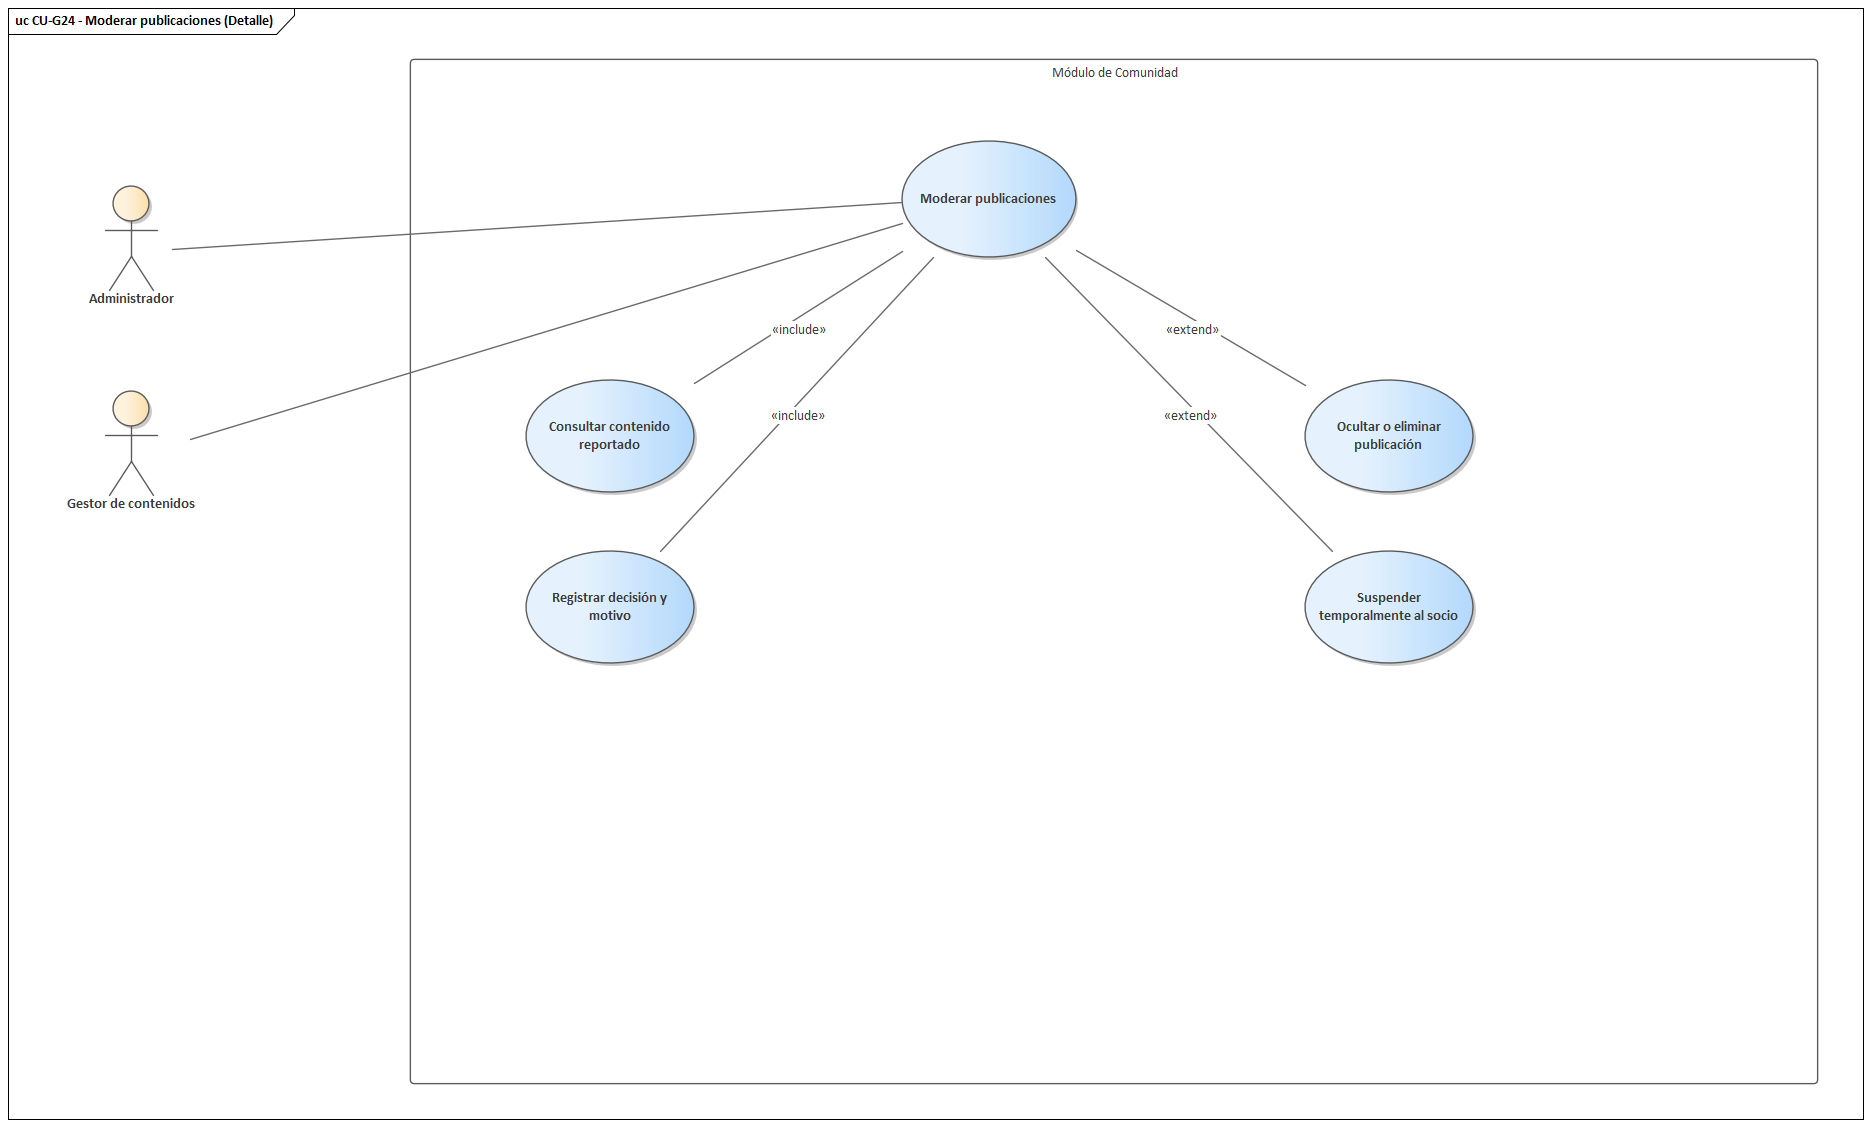 uc CU-G24 - Moderar publicaciones (Detalle)
Módulo de Comunidad
Moderar publicaciones
Administrador
«include»
«extend»
Gestor de contenidos
«include»
«extend»
Consultar contenido
reportado
Ocultar o eliminar
publicación
Registrar decisión y
motivo
Suspender
temporalmente al socio